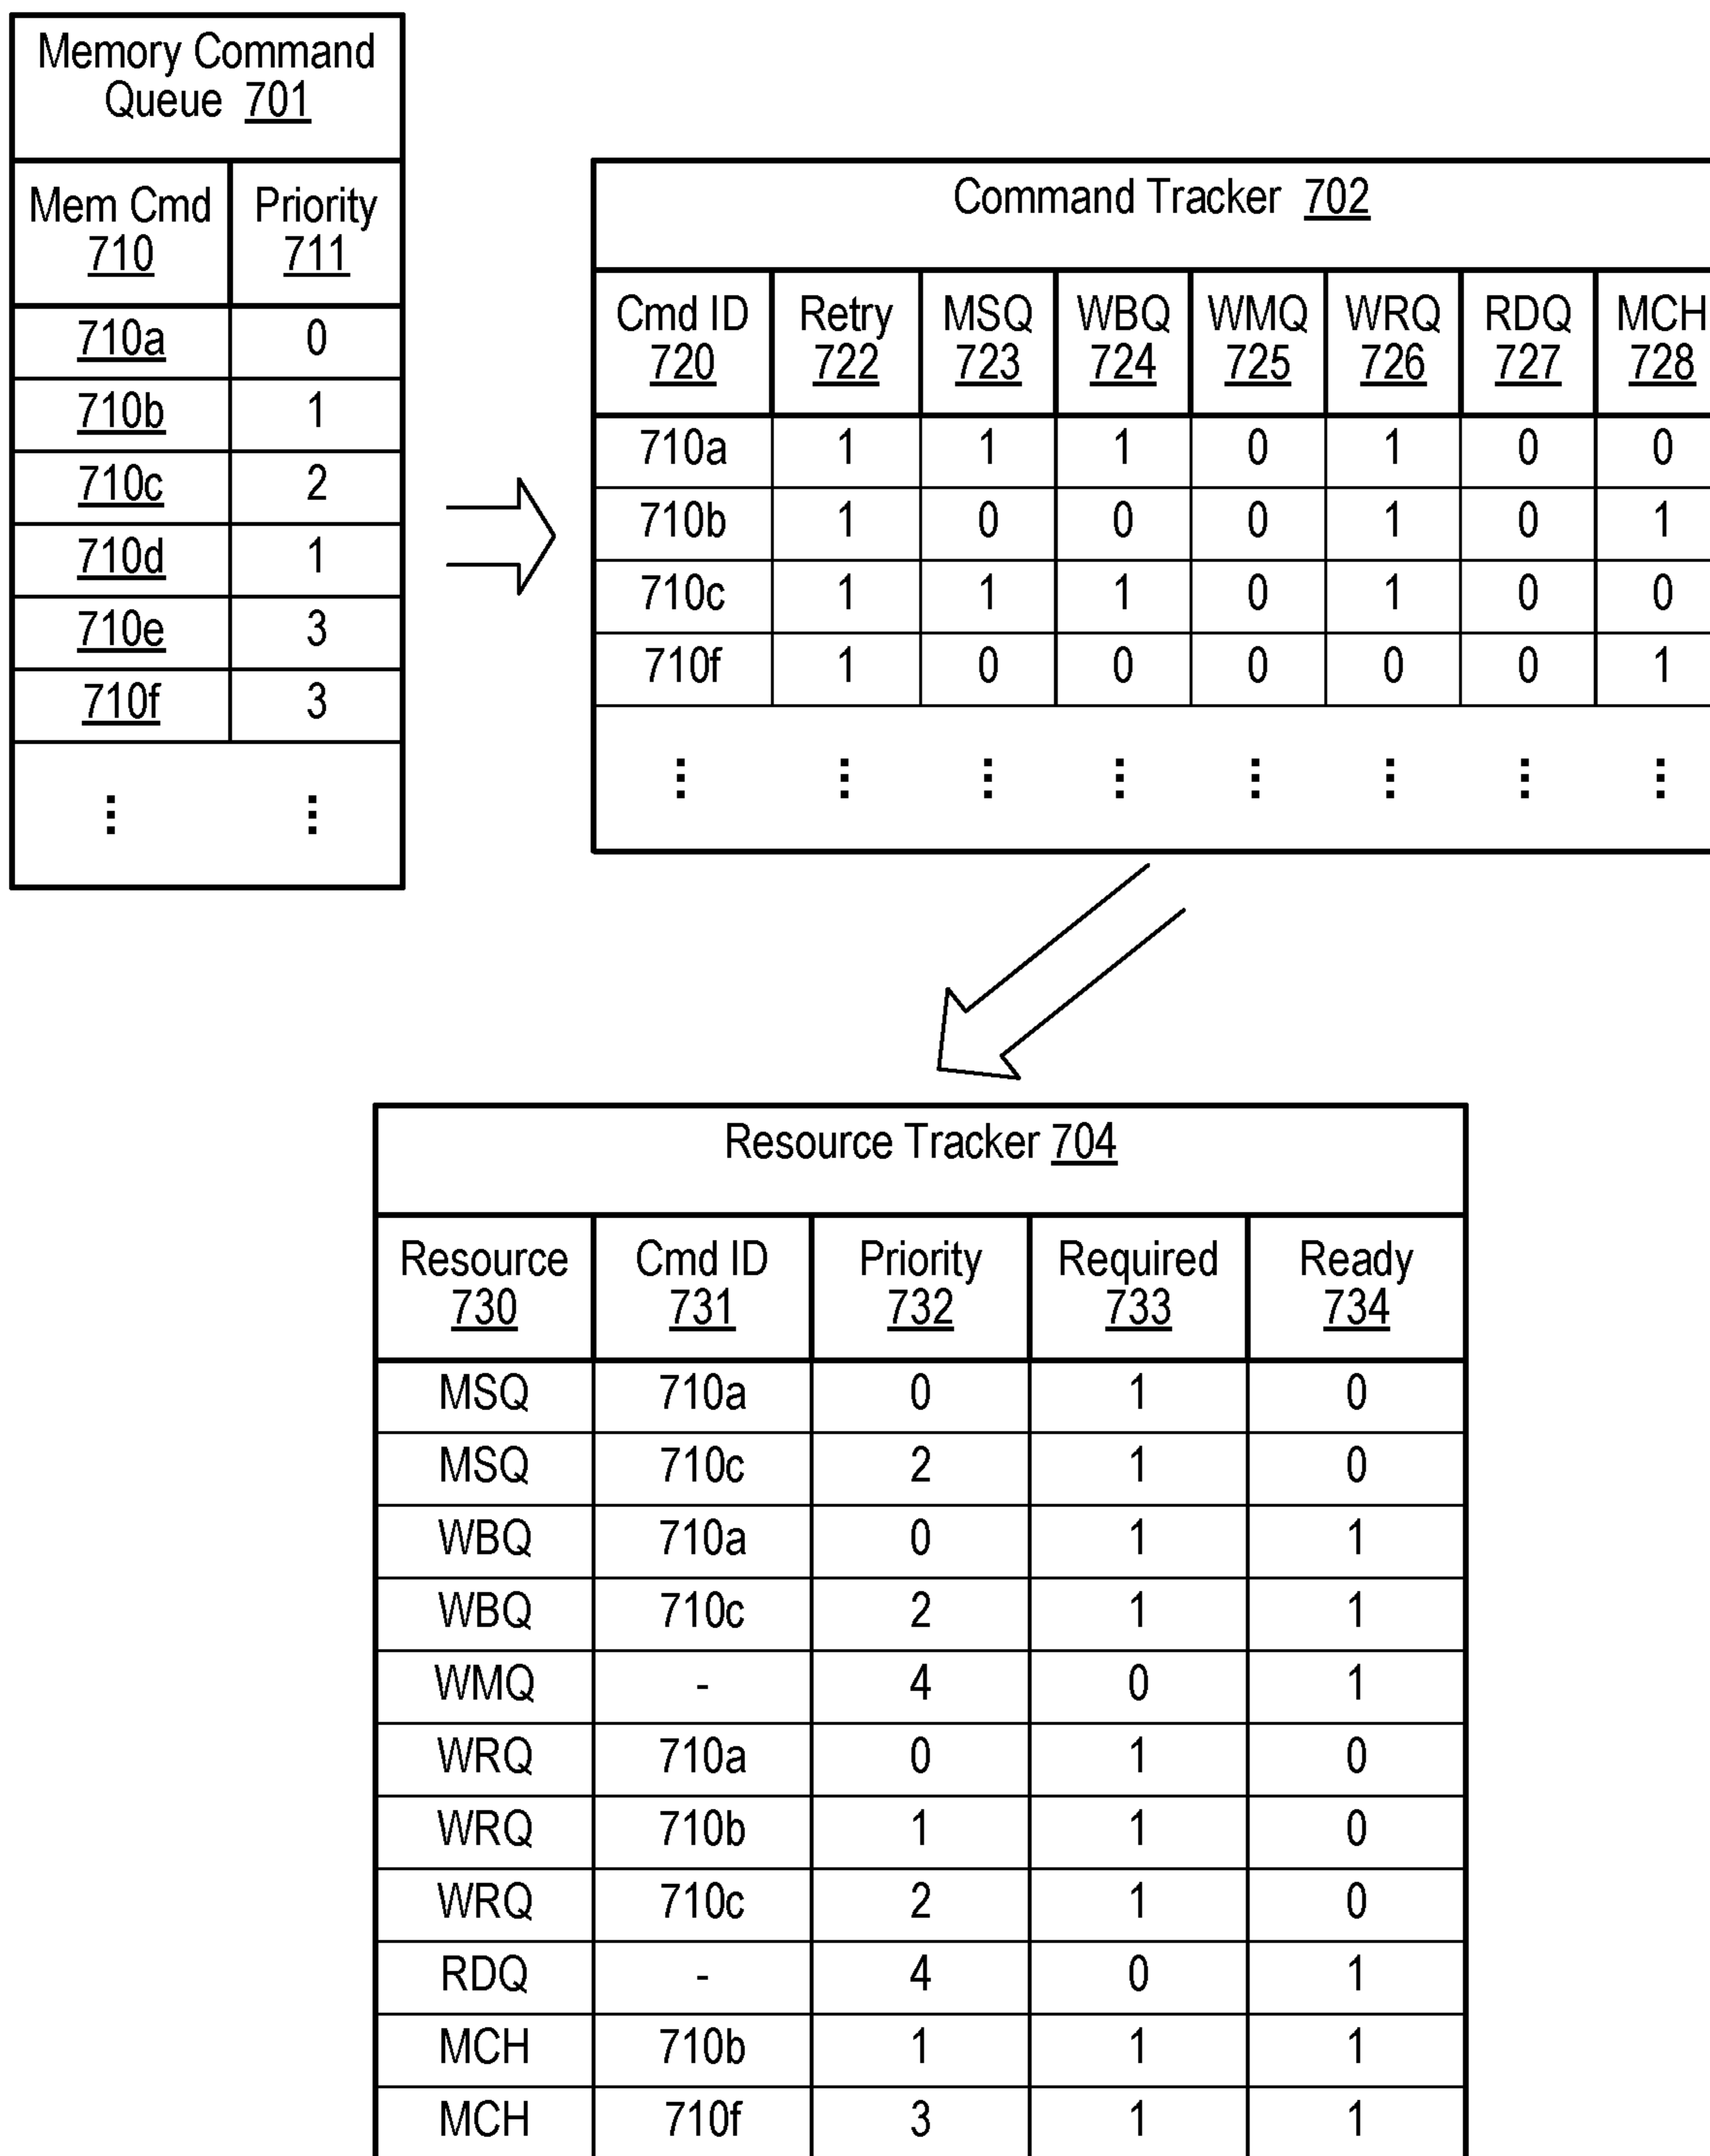 Memory Command
Queue 701
Mem Cmd Priority
710 711
710a 0
710b 1
710c 2
710d 1
710e 3
710f 3
⋮ ⋮
Command Tracker 702
Cmd ID Retry MSQ WBQ WMQ WRQ RDQ MCH
720 722 723 724 725 726 727 728
710a 1 1 1 0 1 0 0
710b 1 0 0 0 1 0 1
710c 1 1 1 0 1 0 0
710f 1 0 0 0 0 0 1
⋮ ⋮ ⋮ ⋮ ⋮ ⋮ ⋮ ⋮
Resource Tracker 704
Resource Cmd ID Priority Required Ready
730 731 732 733 734
MSQ 710a 0 1 0
MSQ 710c 2 1 0
WBQ 710a 0 1 1
WBQ 710c 2 1 1
WMQ - 4 0 1
WRQ 710a 0 1 0
WRQ 710b 1 1 0
WRQ 710c 2 1 0
RDQ - 4 0 1
MCH 710b 1 1 1
MCH 710f 3 1 1